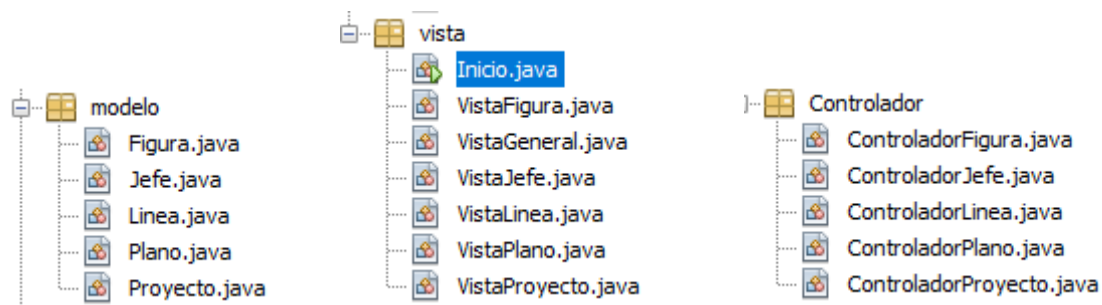 modelo
Figura.java
Jefe.java
Linea.java
Plano.java
Proyecto.java
vista
Inicio.java
VistaFigura.java
VistaGeneral.java
VistaJefe.java
VistaLinea.java
VistaPlano.java
VistaProyecto.java
Controlador
ControladorFigura.java
ControladorJefe.java
ControladorLinea.java
ControladorPlano.java
ControladorProyecto.java